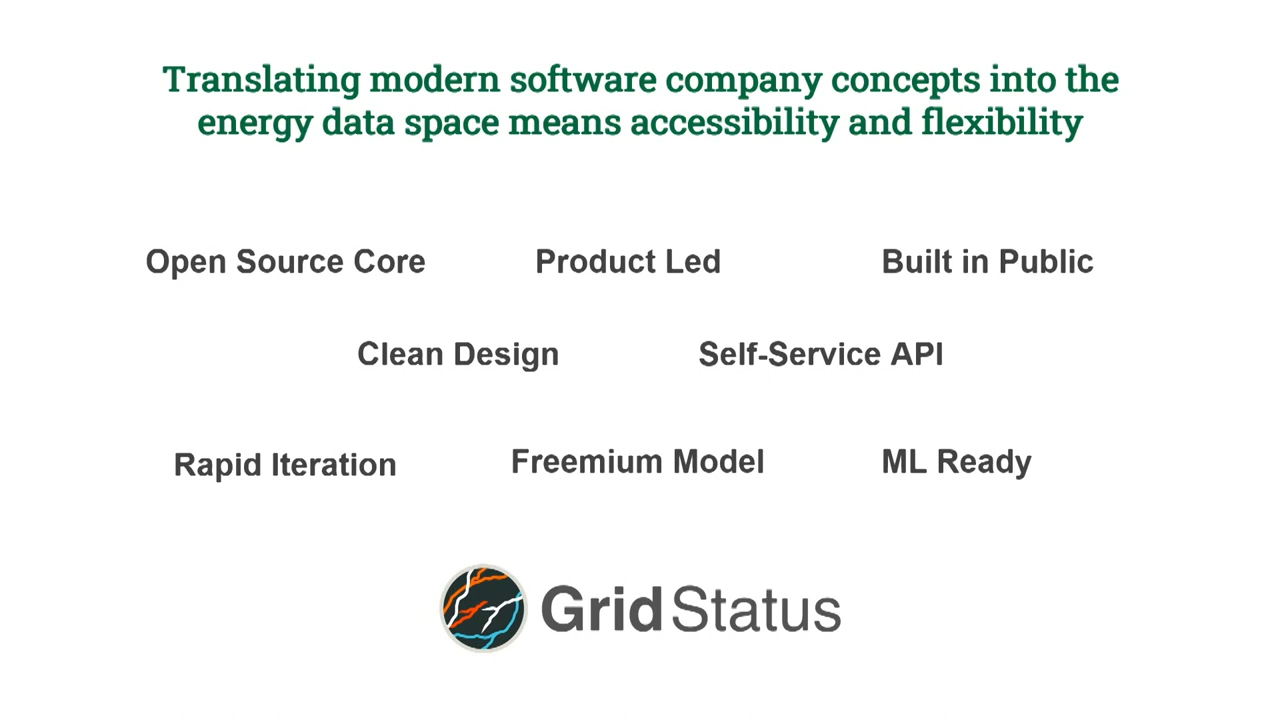 Translating modern software company concepts into the
energy data space means accessibility and flexibility
Open Source Core
Product Led
Built in Public
Clean Design
Self-Service API
Rapid Iteration
Freemium Model
ML Ready
Grid Status